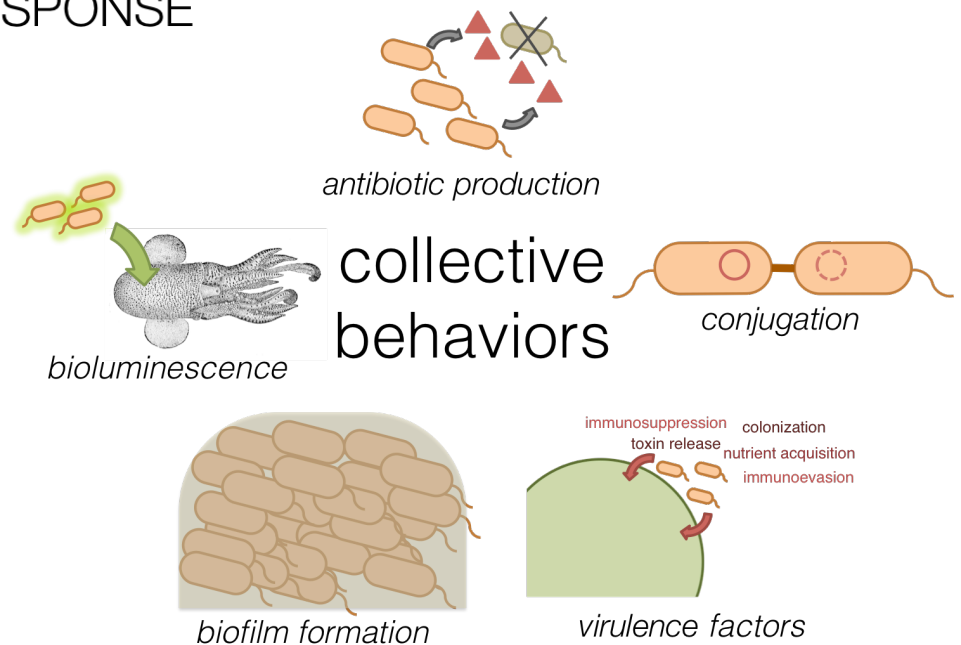 SPONSE
antibiotic production
collective
behaviors
bioluminescence
conjugation
immunosuppression
colonization
toxin release
nutrient acquisition
immunoevasion
biofilm formation
virulence factors